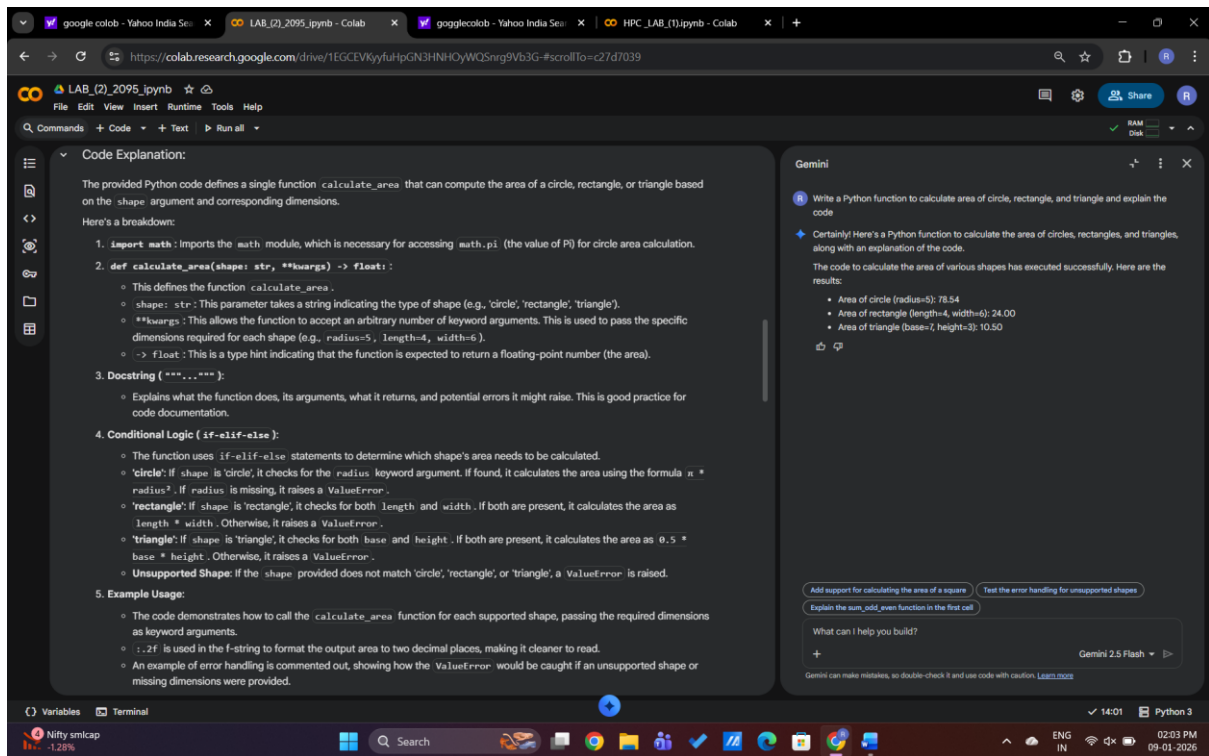 google colob - Yahoo India Sea
LAB_(2)_2095_ipynb - Colab
gogglecolob - Yahoo India Sear
HPC _LAB_(1).ipynb - Colab
https://colab.research.google.com/drive/1EGCEVKyyfuHpGN3HNHOyWQSnrg9Vb3G-#scrollTo=c27d7039
R
CO LAB_(2)_2095_ipynb
File Edit View Insert Runtime Tools Help
Share
R
Commands + Code + Text Run all
RAM
Disk
Code Explanation:
The provided Python code defines a single function calculate_area that can compute the area of a circle, rectangle, or triangle based
on the shape argument and corresponding dimensions.
Here's a breakdown:
1. import math : Imports the math module, which is necessary for accessing math.pi (the value of Pi) for circle area calculation.
2. def calculate_area(shape: str, **kwargs) -> float: :
◦ This defines the function calculate_area .
◦ shape: str : This parameter takes a string indicating the type of shape (e.g., 'circle', 'rectangle', 'triangle').
◦ **kwargs : This allows the function to accept an arbitrary number of keyword arguments. This is used to pass the specific
dimensions required for each shape (e.g., radius=5 , length=4, width=6 ).
◦ -> float : This is a type hint indicating that the function is expected to return a floating-point number (the area).
3. Docstring ( """...""" ):
◦ Explains what the function does, its arguments, what it returns, and potential errors it might raise. This is good practice for
code documentation.
4. Conditional Logic ( if-elif-else ):
◦ The function uses if-elif-else statements to determine which shape's area needs to be calculated.
◦ 'circle': If shape is 'circle', it checks for the radius keyword argument. If found, it calculates the area using the formula π *
radius² . If radius is missing, it raises a ValueError .
◦ 'rectangle': If shape is 'rectangle', it checks for both length and width . If both are present, it calculates the area as
length * width . Otherwise, it raises a ValueError .
◦ 'triangle': If shape is 'triangle', it checks for both base and height . If both are present, it calculates the area as 0.5 *
base * height . Otherwise, it raises a ValueError .
◦ Unsupported Shape: If the shape provided does not match 'circle', 'rectangle', or 'triangle', a ValueError is raised.
5. Example Usage:
◦ The code demonstrates how to call the calculate_area function for each supported shape, passing the required dimensions
as keyword arguments.
◦ :.2f is used in the f-string to format the output area to two decimal places, making it cleaner to read.
◦ An example of error handling is commented out, showing how the ValueError would be caught if an unsupported shape or
missing dimensions were provided.
Gemini
R Write a Python function to calculate area of circle, rectangle, and triangle and explain the
code
Certainly! Here's a Python function to calculate the area of circles, rectangles, and triangles,
along with an explanation of the code.
The code to calculate the area of various shapes has executed successfully. Here are the
results:
• Area of circle (radius=5): 78.54
• Area of rectangle (length=4, width=6): 24.00
• Area of triangle (base=7, height=3): 10.50
Add support for calculating the area of a square
Test the error handling for unsupported shapes
Explain the sum_odd_even function in the first cell
What can I help you build?
+ Gemini 2.5 Flash
Gemini can make mistakes, so double-check it and use code with caution. Learn more
Variables Terminal
14:01 Python 3
4 Nifty smlcap
-1.28%
Search
ENG
IN
02:03 PM
09-01-2026